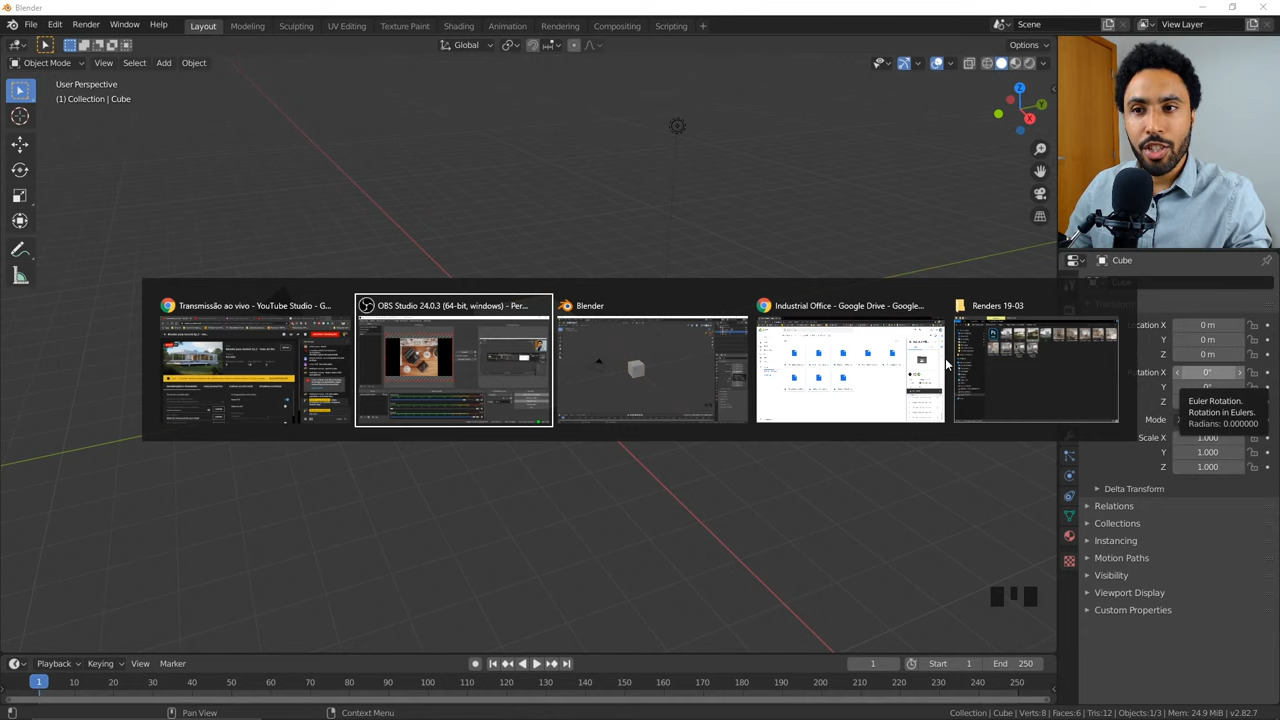 Blender
File Edit Render Window Help Layout Modeling Sculpting UV Editing Texture Paint Shading Animation Rendering Compositing Scripting + Scene View Layer
Global Options
Object Mode View Select Add Object
User Perspective
(1) Collection | Cube
Z
Y
X
Cube
Transmissão ao vivo - YouTube Studio - G...
OBS Studio 24.0.3 (64-bit, windows) - Per...
Blender
Industrial Office - Google Drive - Google...
Renders 19-03
Location X 0 m
Y 0 m
Z 0 m
Rotation X 0°
Y 0°
Z
Euler Rotation.
Rotation in Eulers.
Radians: 0.000000
Mode
Scale X 1.000
Y 1.000
Z 1.000
Delta Transform
Relations
Collections
Instancing
Motion Paths
Visibility
Viewport Display
Custom Properties
Playback Keying View Marker 1 Start 1 End 250
1 10 20 30 40 50 60 70 80 90 100 110 120 130 140 150 160 170 180 190 200 210 220 230 240 250
Pan View Context Menu Collection | Cube | Verts:8 | Faces:6 | Tris:12 | Objects:1/3 | Mem: 24.9 MiB | v2.82.7